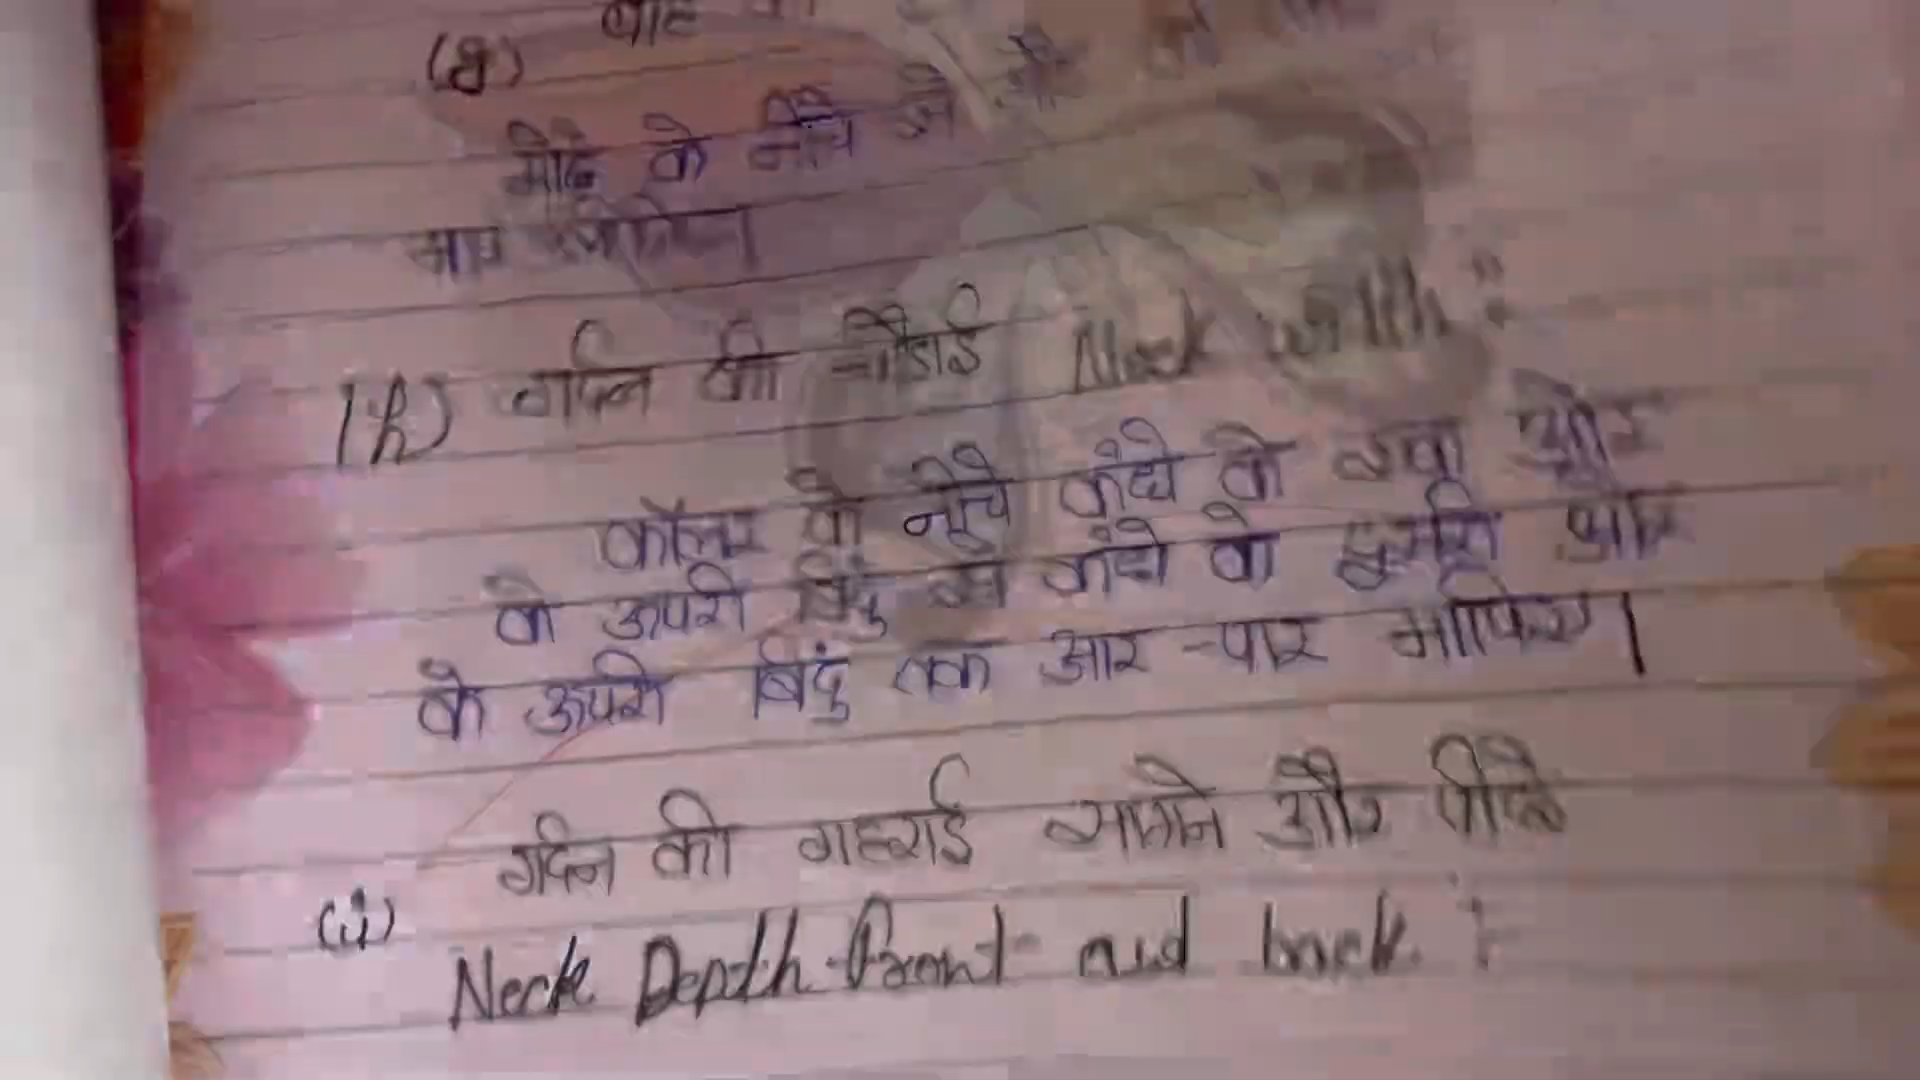 (g)
के नीचे
माप
(h) गर्दन की चौड़ाई Neck width :
कॉलर के नीचे कंधे के एक ओर
के ऊपरी बिंदु से कंधे के दूसरी ओर
के ऊपरी बिंदु तक आर-पार मापिए।
गर्दन की गहराई सामने और पीछे
(i)
Neck Depth-front and back :